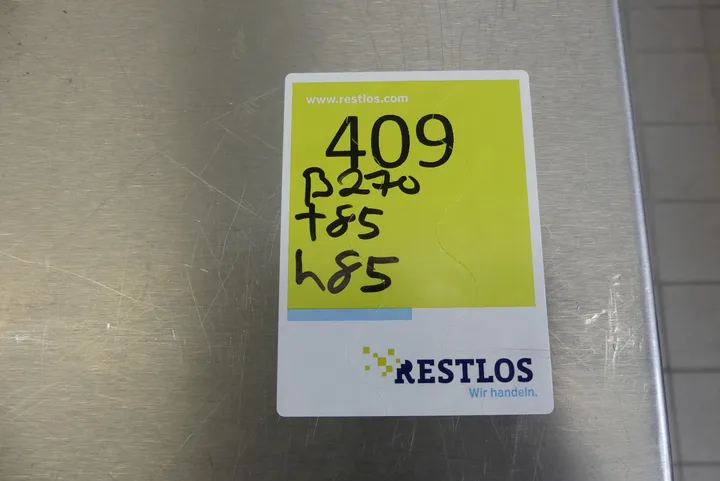 www.restlos.com
409
B270
t85
h85
RESTLOS
Wir handeln.